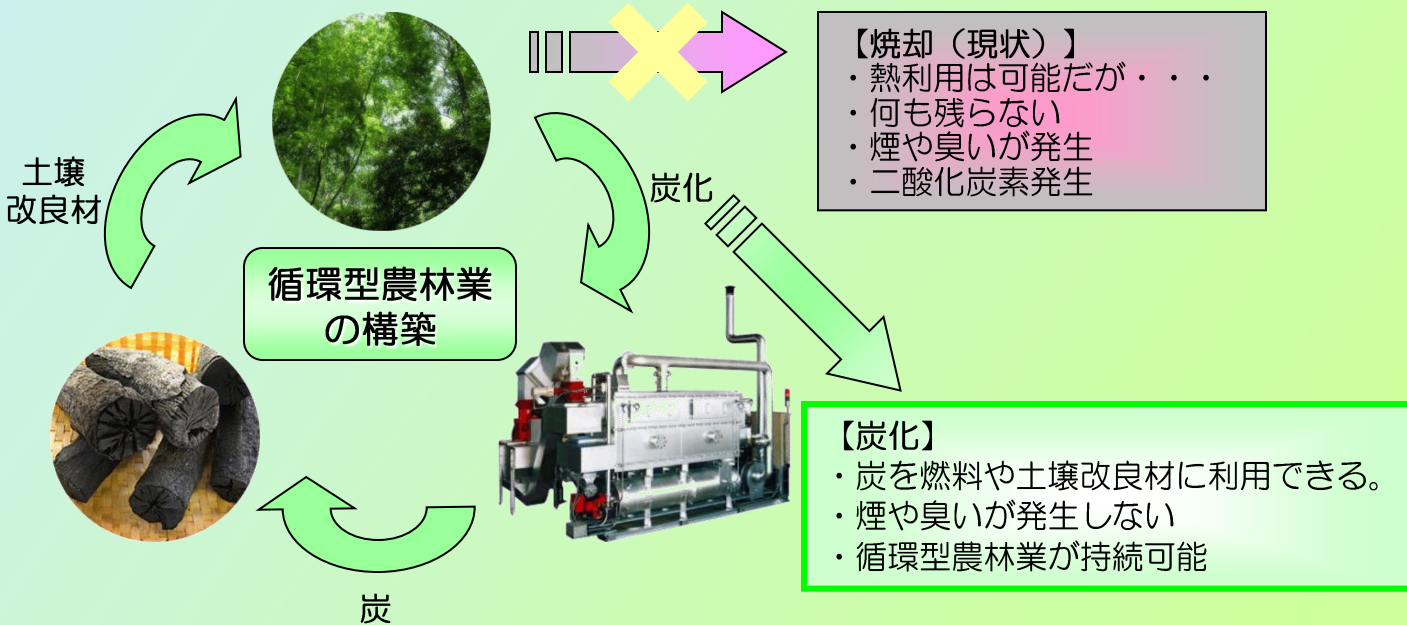 【焼却（現状）】
・熱利用は可能だが・・・
・何も残らない
・煙や臭いが発生
・二酸化炭素発生
土壌
改良材
炭化
循環型農林業
の構築
【炭化】
・炭を燃料や土壌改良材に利用できる。
・煙や臭いが発生しない
・循環型農林業が持続可能
炭